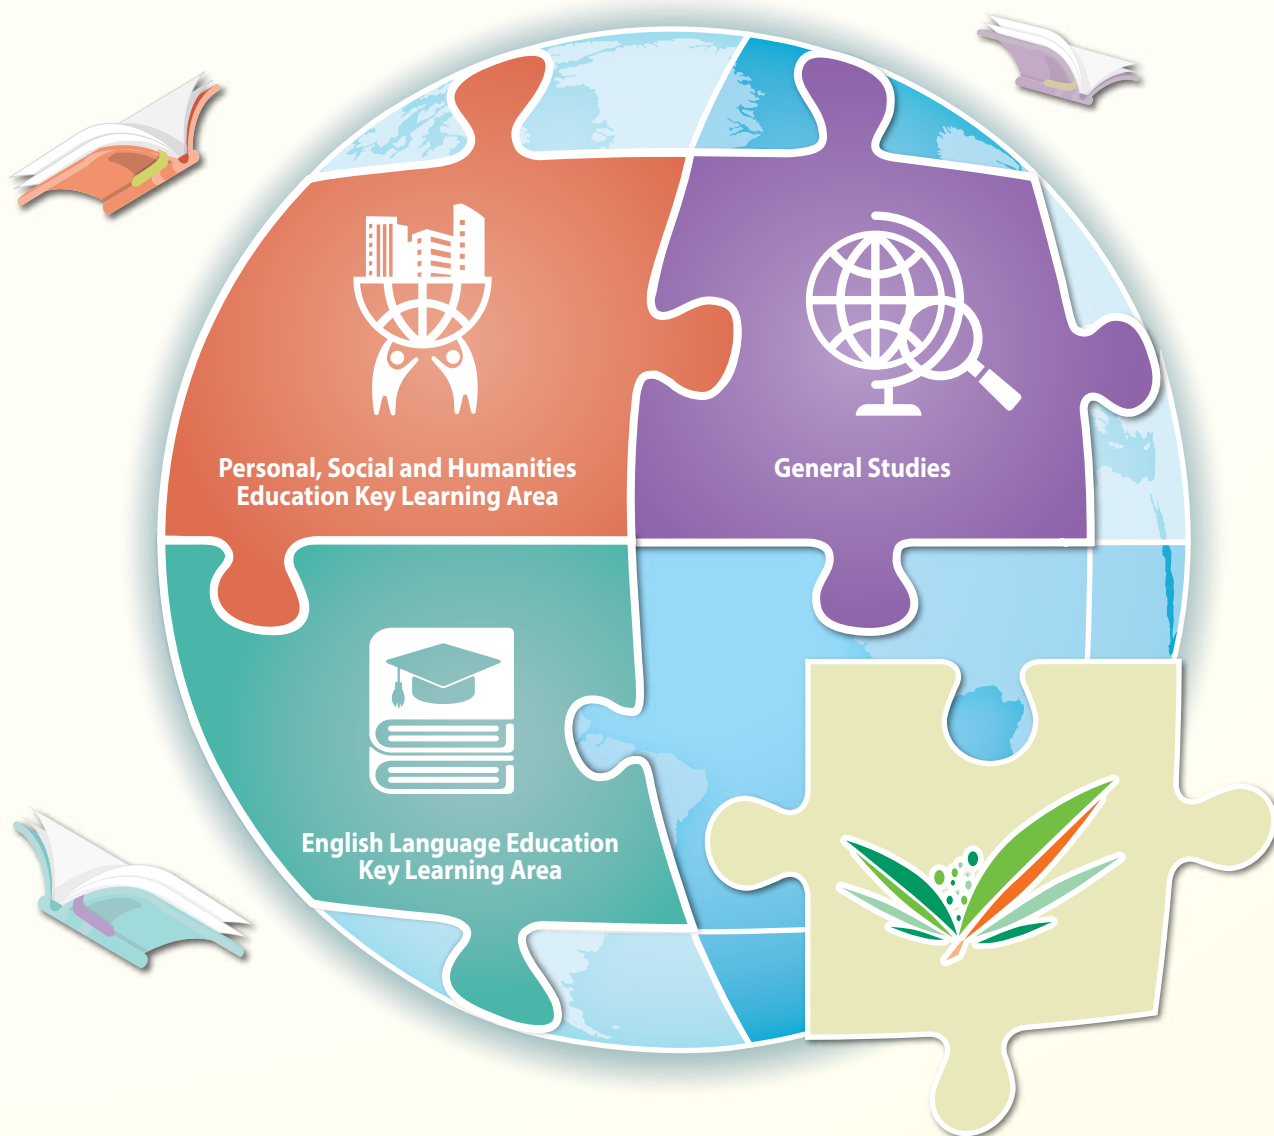 Personal, Social and Humanities
Education Key Learning Area
General Studies
English Language Education
Key Learning Area